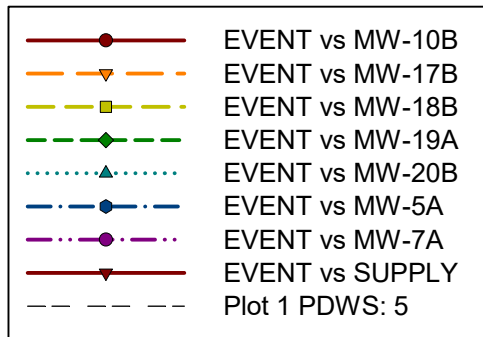 EVENT vs MW-10B
EVENT vs MW-17B
EVENT vs MW-18B
EVENT vs MW-19A
EVENT vs MW-20B
EVENT vs MW-5A
EVENT vs MW-7A
EVENT vs SUPPLY
Plot 1 PDWS: 5